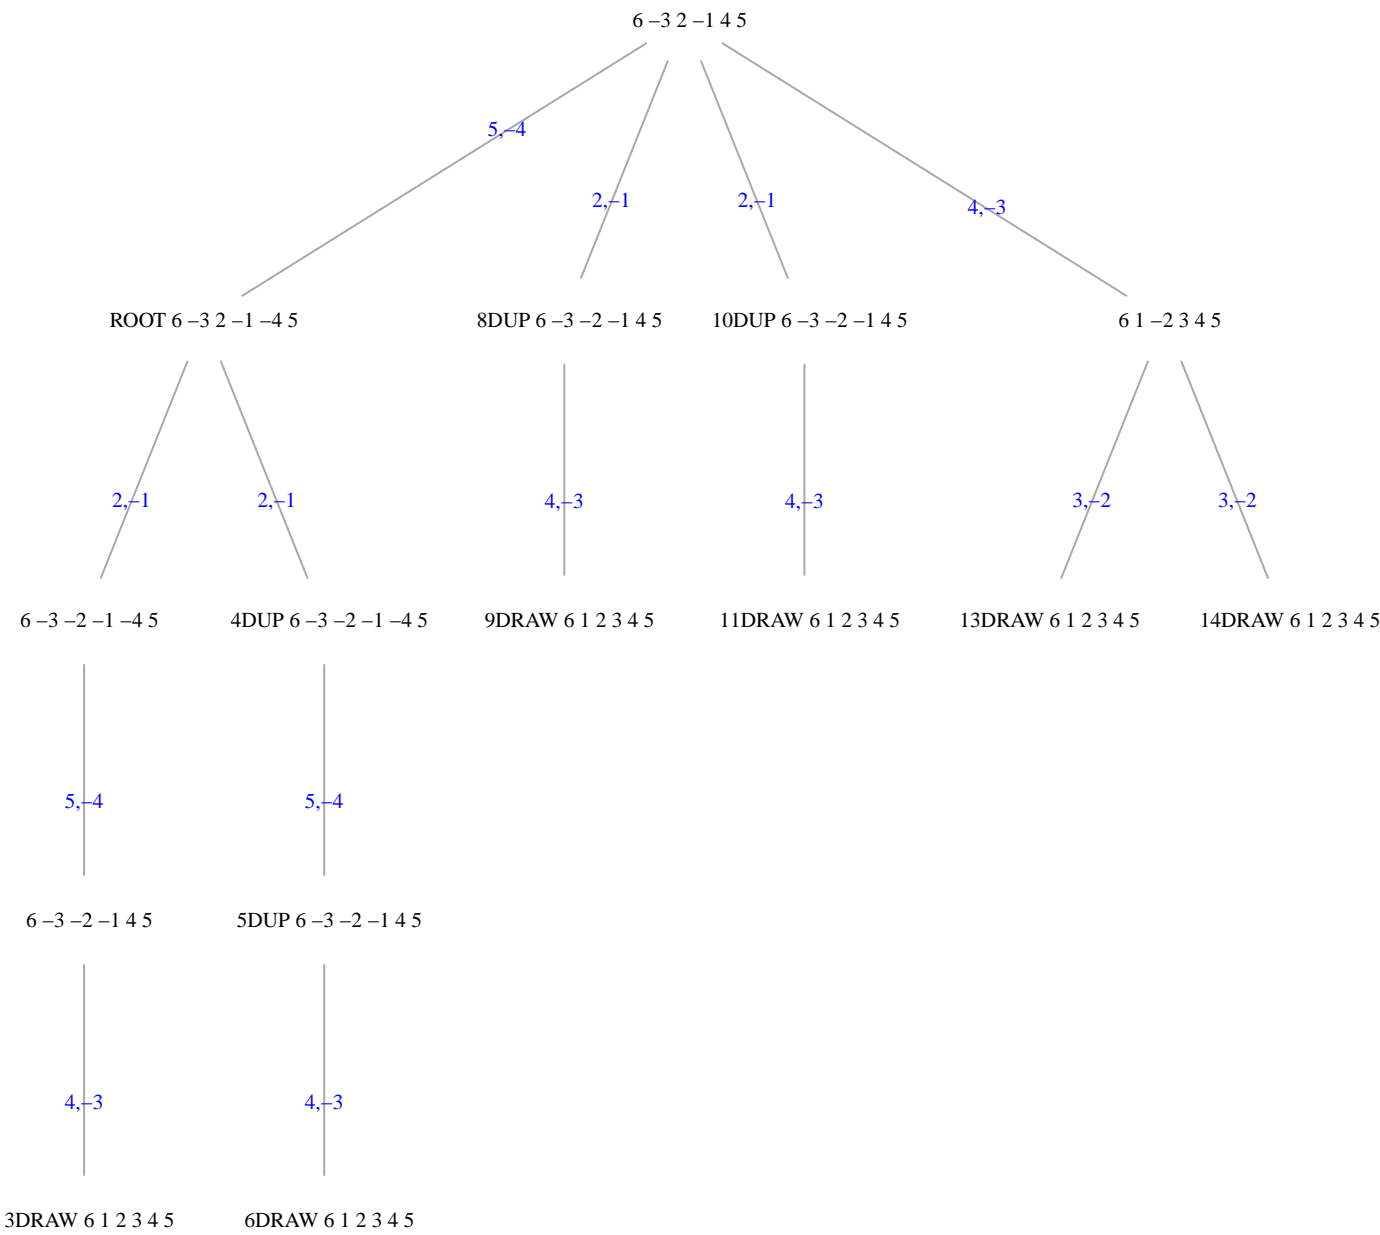 6 –3 2 –1 4 5
5,–4
2,–1
2,–1
4,–3
ROOT 6 –3 2 –1 –4 5
8DUP 6 –3 –2 –1 4 5
10DUP 6 –3 –2 –1 4 5
6 1 –2 3 4 5
2,–1
2,–1
4,–3
4,–3
3,–2
3,–2
6 –3 –2 –1 –4 5
4DUP 6 –3 –2 –1 –4 5
9DRAW 6 1 2 3 4 5
11DRAW 6 1 2 3 4 5
13DRAW 6 1 2 3 4 5
14DRAW 6 1 2 3 4 5
5,–4
5,–4
6 –3 –2 –1 4 5
5DUP 6 –3 –2 –1 4 5
4,–3
4,–3
3DRAW 6 1 2 3 4 5
6DRAW 6 1 2 3 4 5